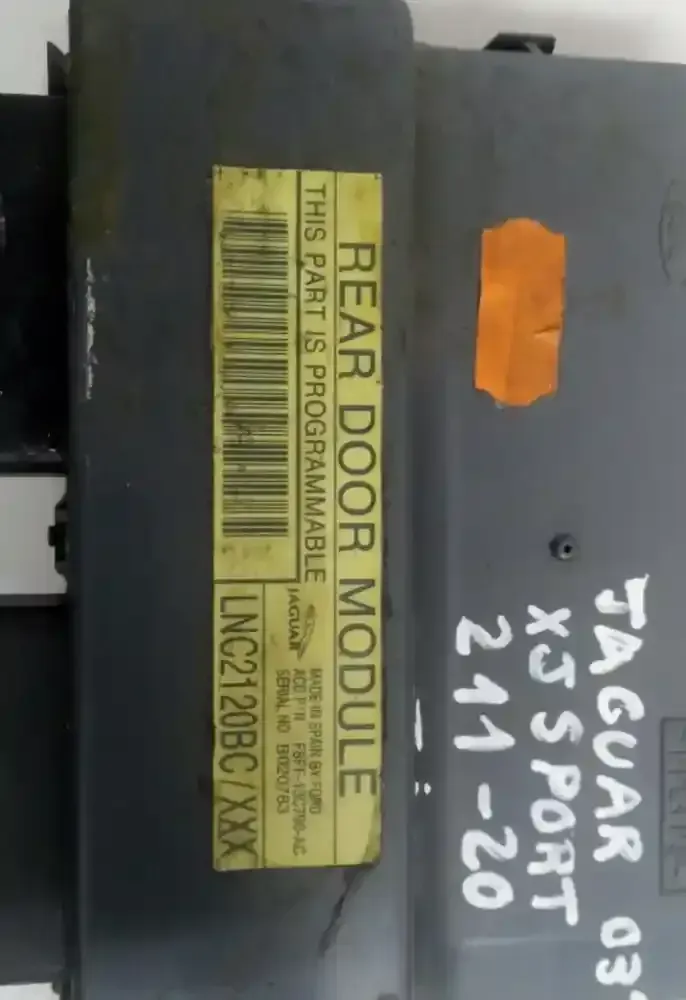 REAR DOOR MODULE
THIS PART IS PROGRAMMABLE
JAGUAR
MADE IN SPAIN BY FORD
SERIAL NO B020763
LNC2120BC/XXX
JAGUAR
XJ SPORT
211-20